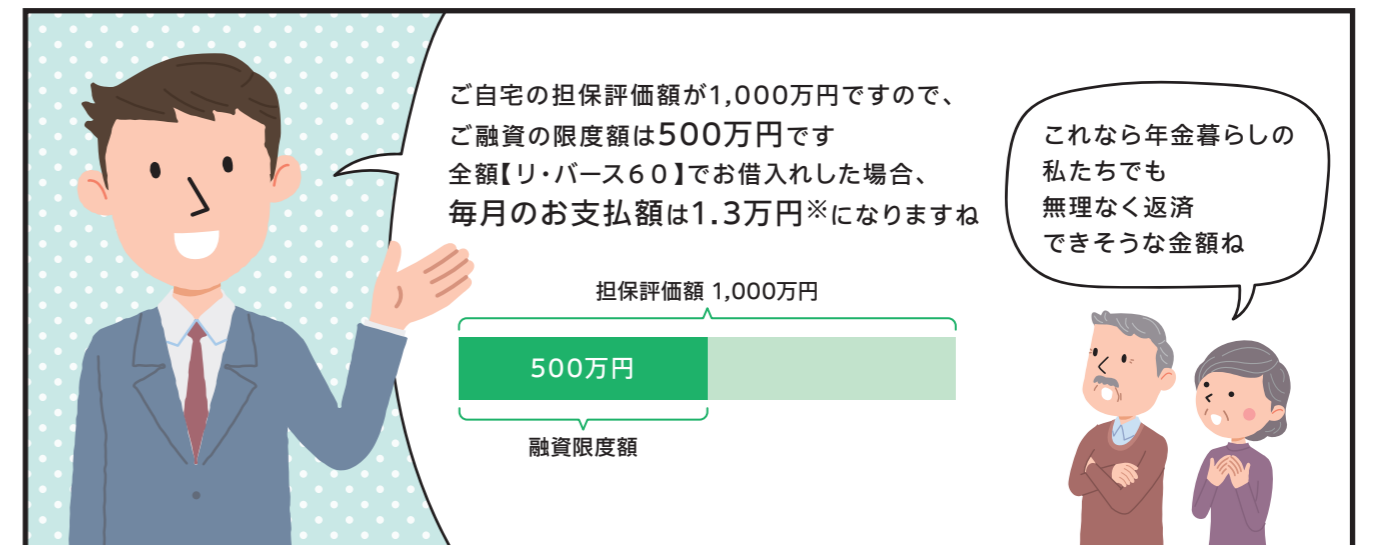 ご自宅の担保評価額が1,000万円ですので、
ご融資の限度額は500万円です
全額【リ・バース６０】でお借入れした場合、
毎月のお支払額は1.3万円※になりますね
これなら年金暮らしの
私たちでも
無理なく返済
できそうな金額ね
担保評価額 1,000万円
500万円
融資限度額